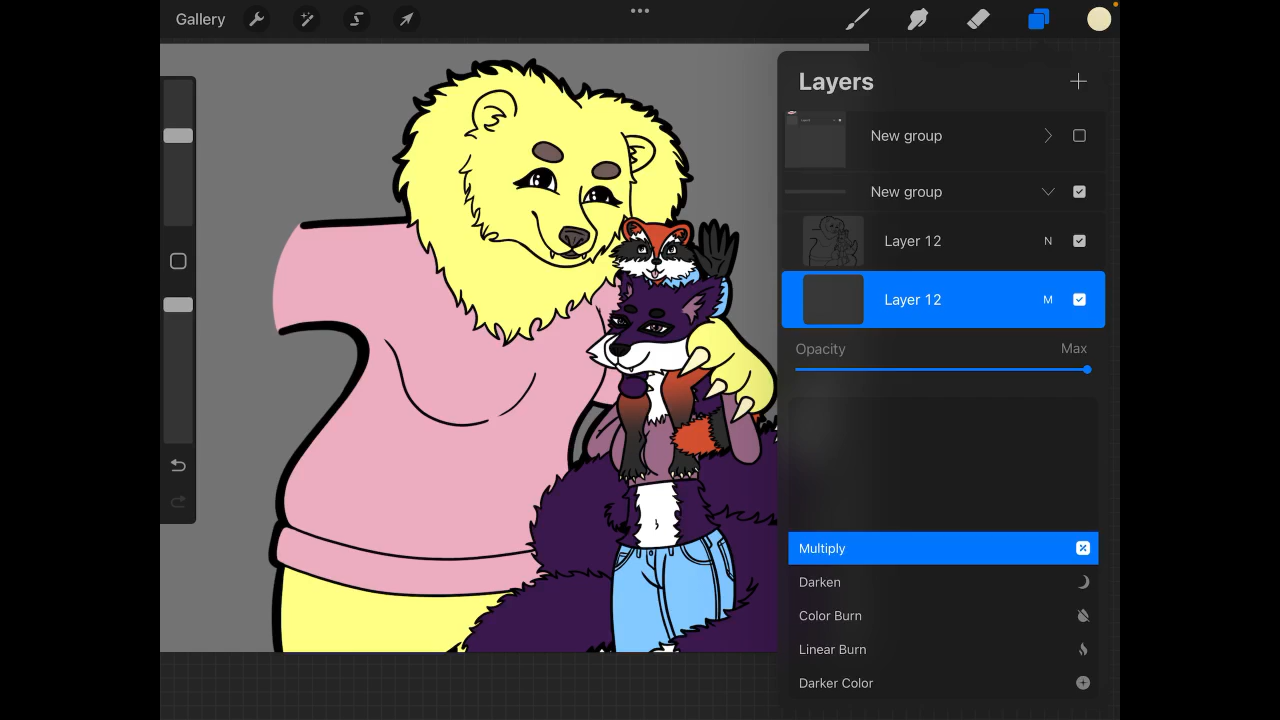 Gallery
Layers
New group
New group
Layer 12 N
Layer 12 M
Opacity Max
Multiply
Darken
Color Burn
Linear Burn
Darker Color